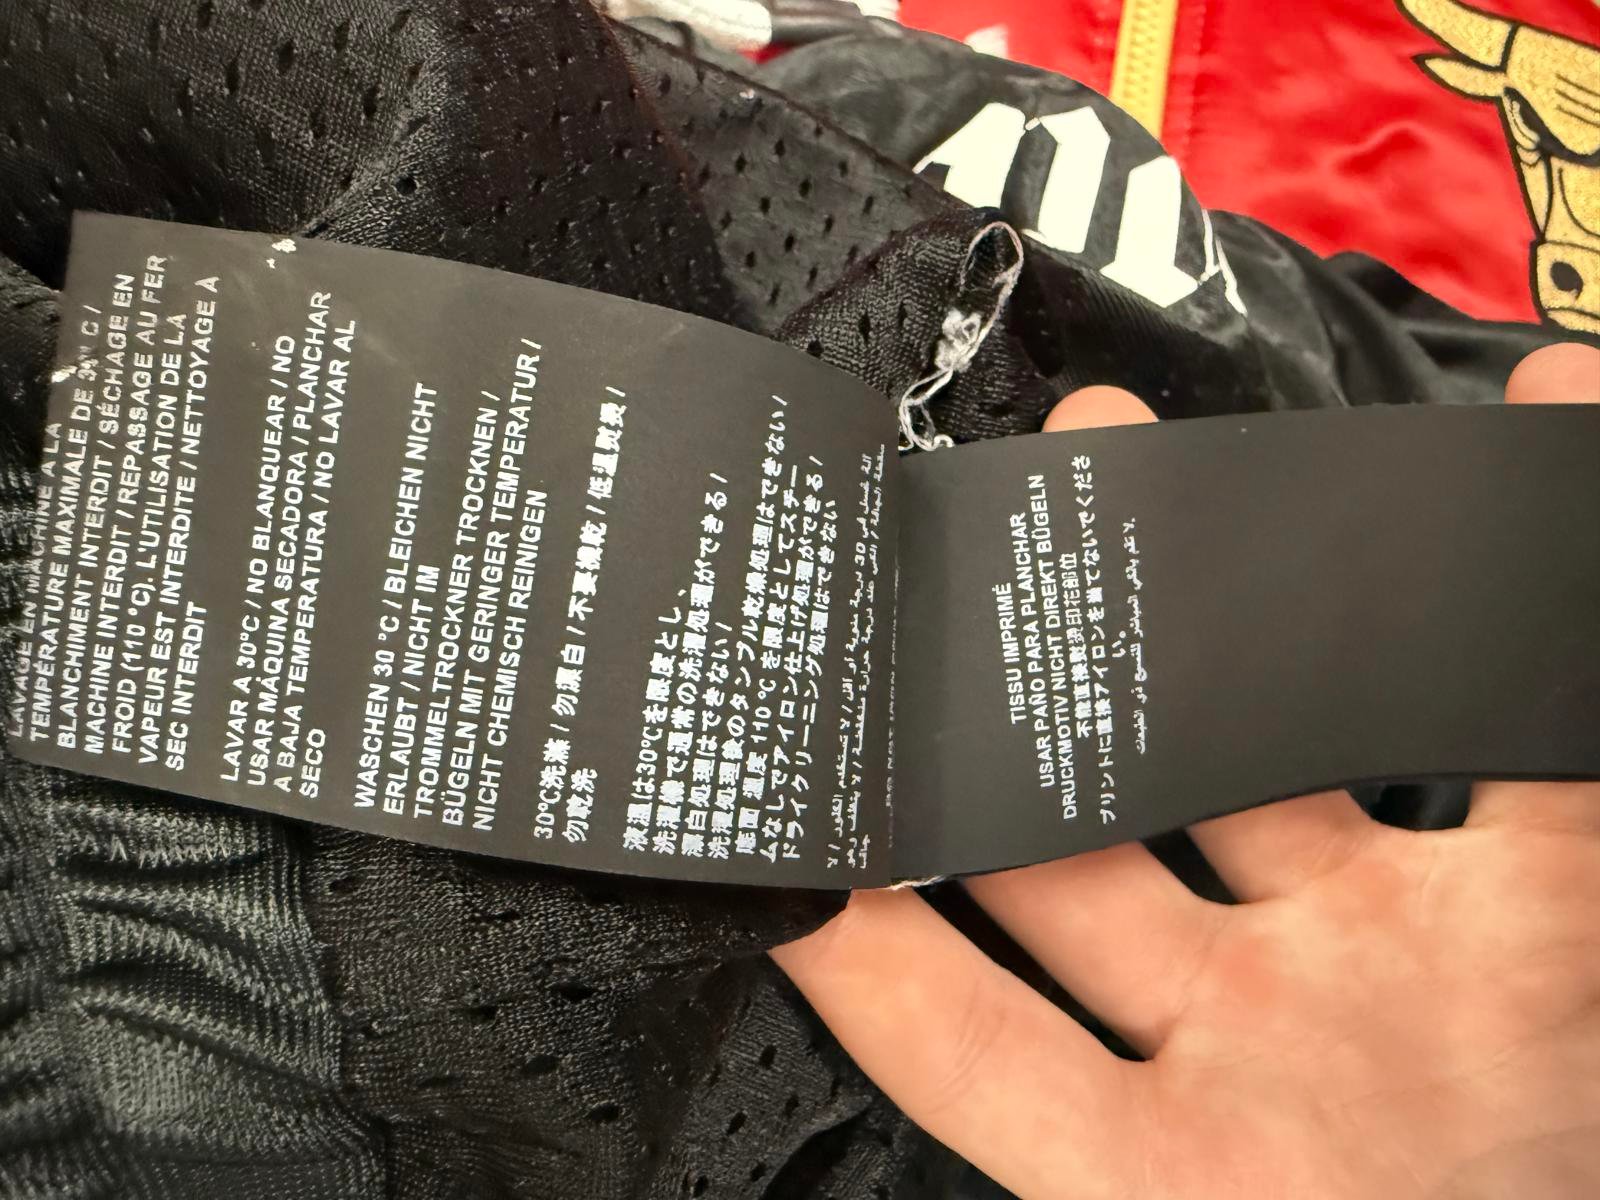 LAVAGE EN MACHINE A LA
TEMPÉRATURE MAXIMALE DE 30° C /
BLANCHIMENT INTERDIT / SÉCHAGE EN
MACHINE INTERDIT / REPASSAGE AU FER
FROID (110 °C). L'UTILISATION DE LA
VAPEUR EST INTERDITE / NETTOYAGE À
SEC INTERDIT
LAVAR A 30°C / NO BLANQUEAR / NO
USAR MÁQUINA SECADORA / PLANCHAR
A BAJA TEMPERATURA / NO LAVAR AL
SECO
WASCHEN 30 °C / BLEICHEN NICHT
ERLAUBT / NICHT IM
TROMMELTROCKNER TROCKNEN /
BÜGELN MIT GERINGER TEMPERATUR /
NICHT CHEMISCH REINIGEN
30°C洗滌 / 勿漂白 / 不要機乾 / 低溫熨燙 /
勿乾洗
液温は30℃を限度とし、
洗濯機で通常の洗濯処理ができる /
漂白処理はできない /
洗濯処理後のタンブル乾燥処理はできない /
底面温度110℃を限度としてスチー
ムなしでアイロン仕上げ処理ができる /
ドライクリーニング処理はできない
TISSU IMPRIMÉ
USAR PAÑO PARA PLANCHAR
DRUCKMOTIV NICHT DIREKT BÜGELN
不能直接熨燙印花部位
プリントに直接アイロンを当てないでくださ
い。